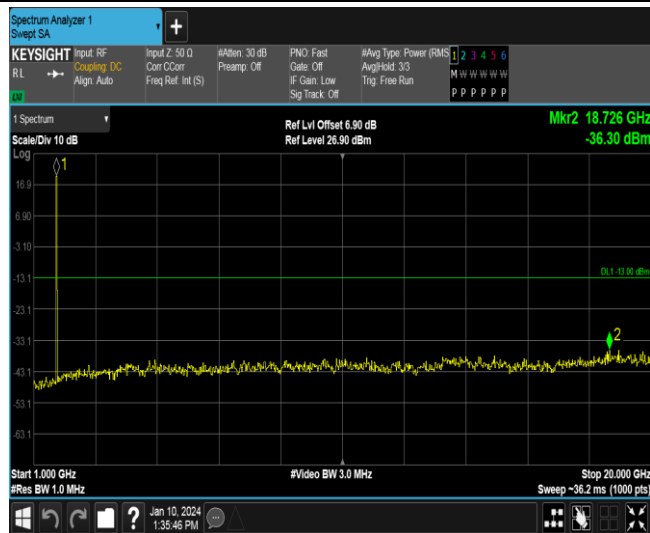 Spectrum Analyzer 1
Swept SA
+
KEYSIGHT
RL
Input: RF
Coupling: DC
Align: Auto
Input Z: 50 Ω
Corr CCorr
Freq Ref: Int (S)
#Atten: 30 dB
Preamp: Off
PNO: Fast
Gate: Off
IF Gain: Low
Sig Track: Off
#Avg Type: Power (RMS
Avg|Hold: 3/3
Trig: Free Run
1 2 3 4 5 6
M W W W W W
P P P P P P
1 Spectrum
Scale/Div 10 dB
Log
Ref Lvl Offset 6.90 dB
Ref Level 26.90 dBm
Mkr2 18.726 GHz
-36.30 dBm
1
16.9
6.90
-3.10
-13.1
DL1 -13.00 dBm
-23.1
-33.1
2
-43.1
-53.1
-63.1
Start 1.000 GHz
#Res BW 1.0 MHz
#Video BW 3.0 MHz
Stop 20.000 GHz
Sweep ~36.2 ms (1000 pts)
?
Jan 10, 2024
1:35:46 PM